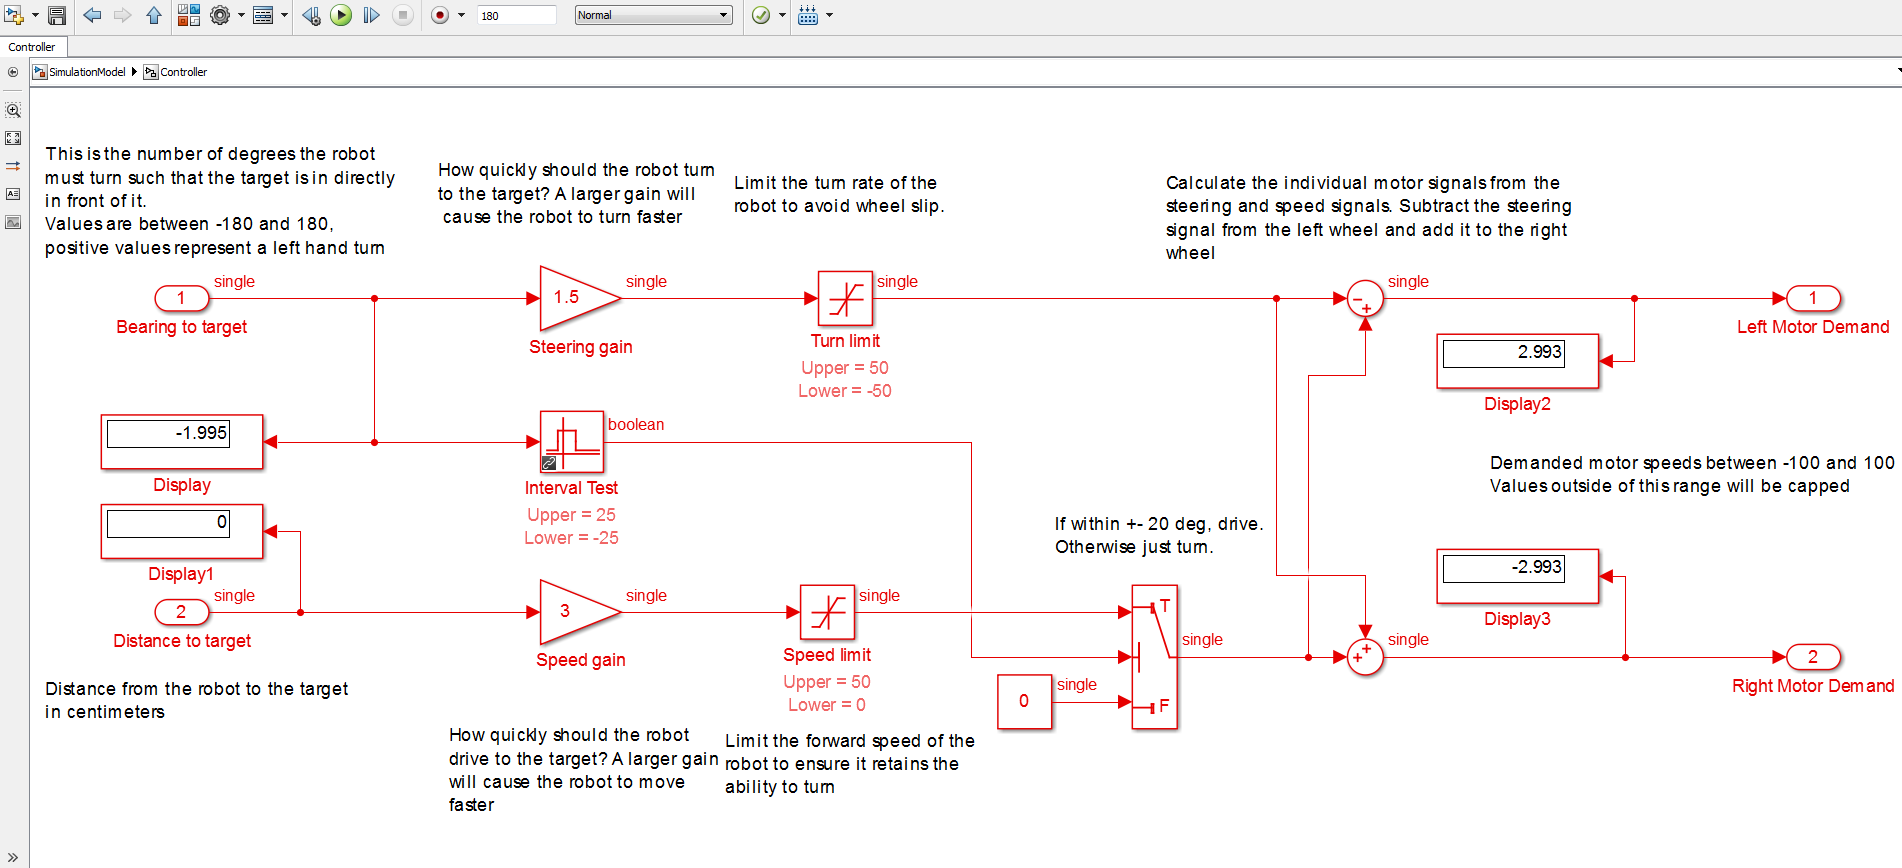 180
Normal
Controller
SimulationModel
Controller
This is the number of degrees the robot
must turn such that the target is in directly
in front of it.
Values are between -180 and 180,
positive values represent a left hand turn
How quickly should the robot turn
to the target? A larger gain will
cause the robot to turn faster
Limit the turn rate of the
robot to avoid wheel slip.
Calculate the individual motor signals from the
steering and speed signals. Subtract the steering
signal from the left wheel and add it to the right
wheel
single
single
single
single
1
1.5
1
Bearing to target
Steering gain
Turn limit
Upper = 50
Lower = -50
Left Motor Demand
2.993
Display2
-1.995
Display
boolean
Interval Test
Upper = 25
Lower = -25
Demanded motor speeds between -100 and 100
Values outside of this range will be capped
0
Display1
If within +- 20 deg, drive.
Otherwise just turn.
-2.993
Display3
single
single
single
2
3
T
Distance to target
Speed gain
Speed limit
Upper = 50
Lower = 0
single
single
2
Right Motor Demand
single
0
F
Distance from the robot to the target
in centimeters
How quickly should the robot
drive to the target? A larger gain
will cause the robot to move
faster
Limit the forward speed of the
robot to ensure it retains the
ability to turn